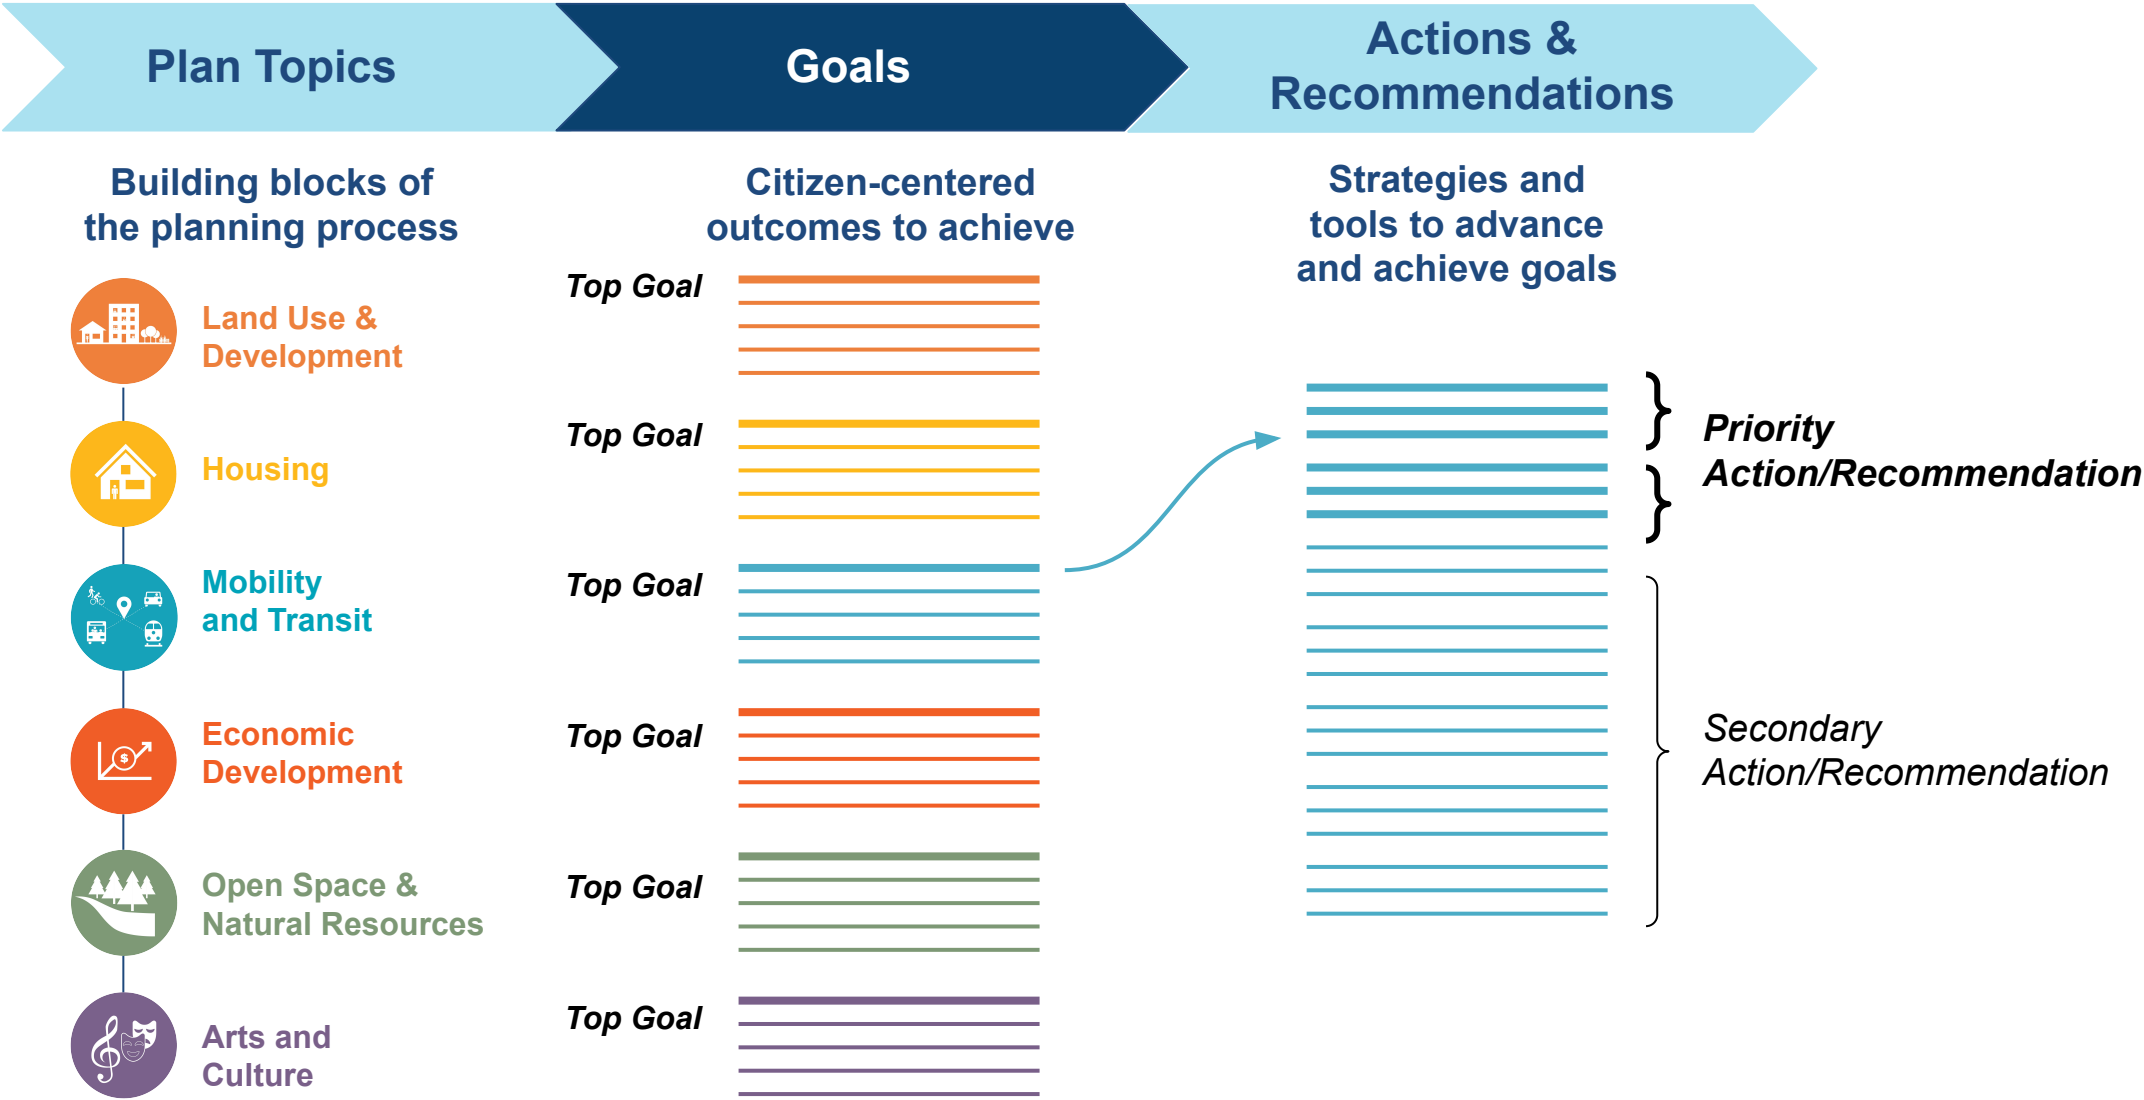 Plan Topics
Goals
Actions &
Recommendations
Building blocks of
the planning process
Citizen-centered
outcomes to achieve
Strategies and
tools to advance
and achieve goals
Land Use &
Development
Top Goal
Housing
Top Goal
Mobility
and Transit
Top Goal
Economic
Development
Top Goal
Open Space &
Natural Resources
Top Goal
Arts and
Culture
Top Goal
Priority
Action/Recommendation
Secondary
Action/Recommendation
$